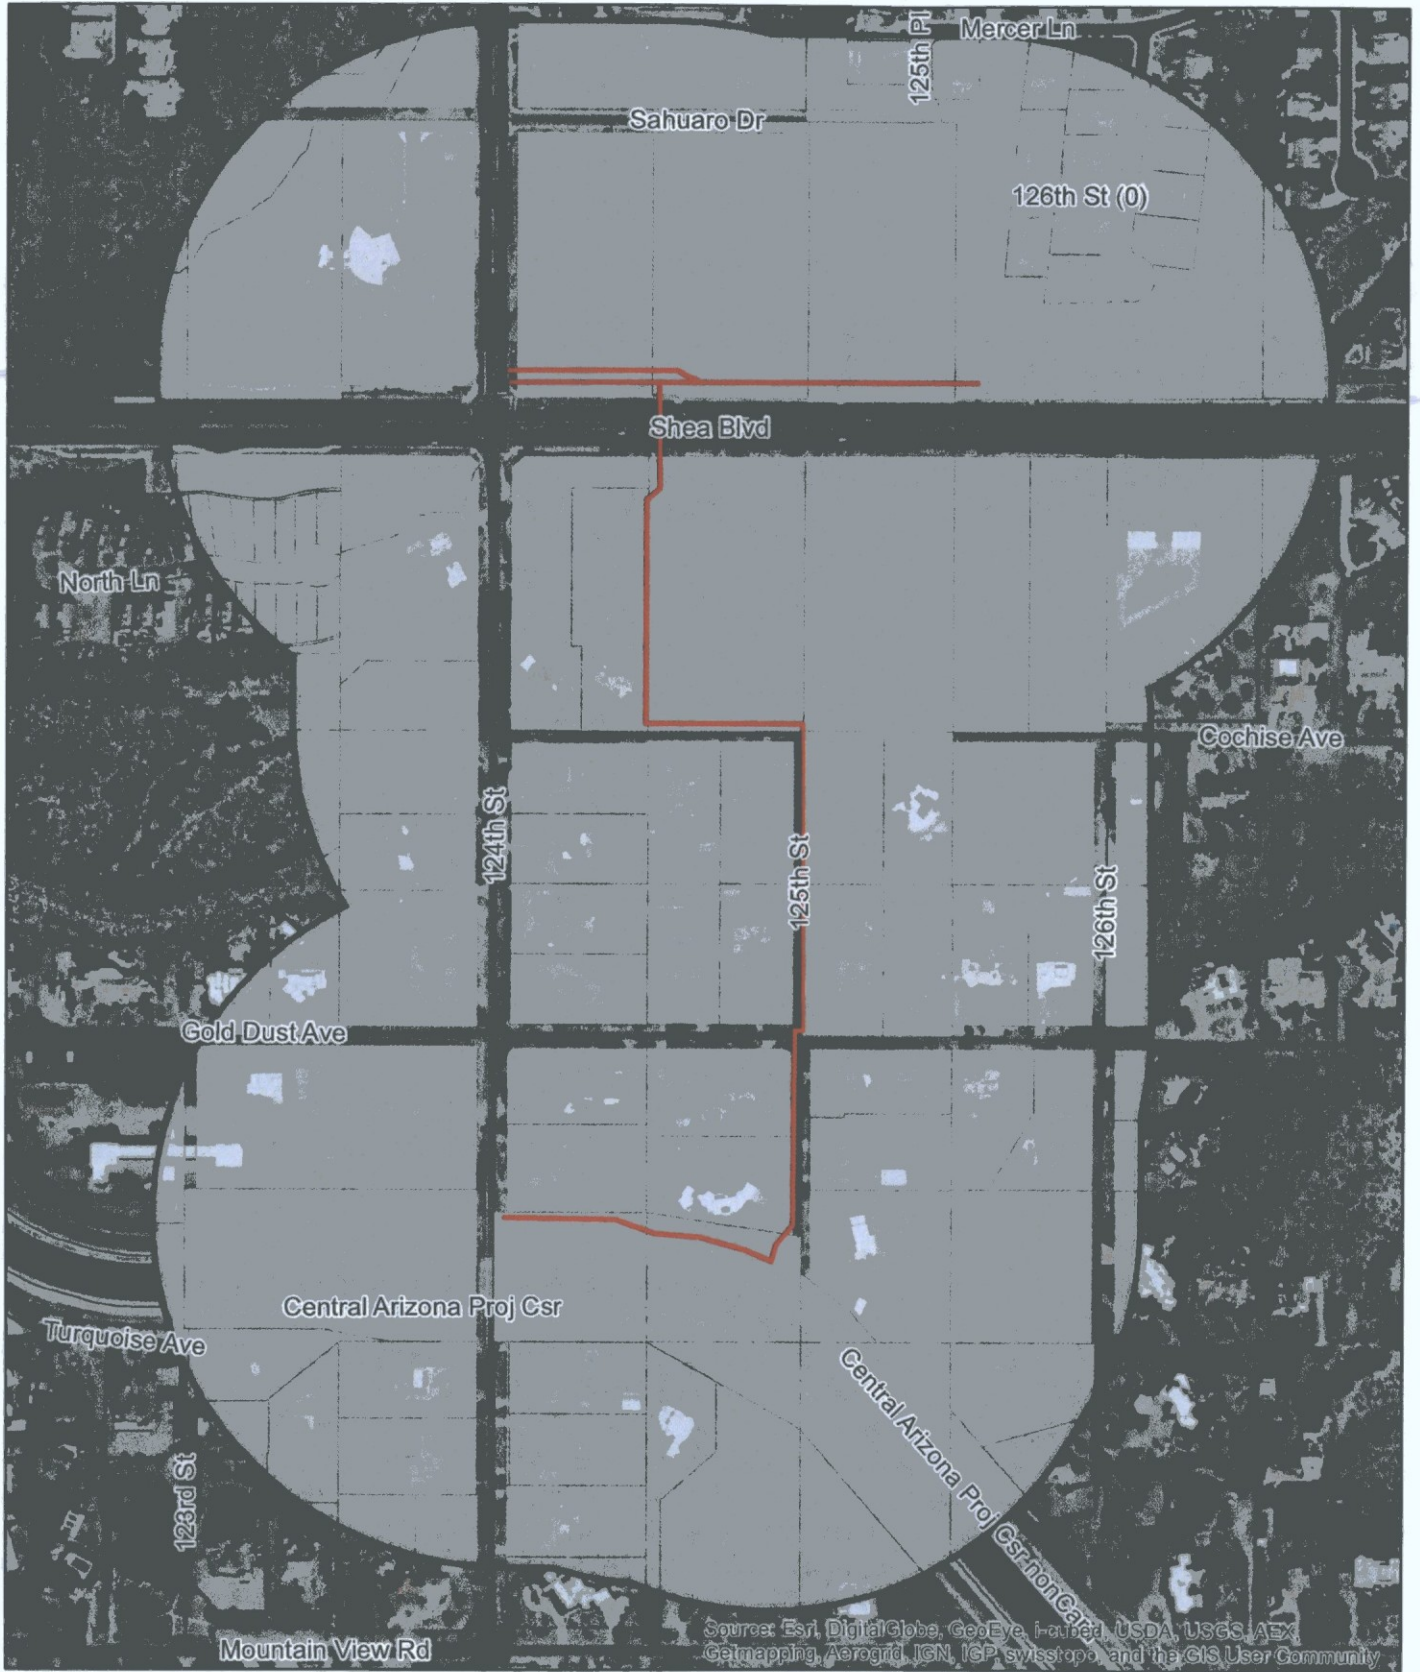 Mercer Ln
125th Pl
Sahuaro Dr
126th St (0)
Shea Blvd
North Ln
Cochise Ave
124th St
125th St
126th St
Gold Dust Ave
Central Arizona Proj Csr
Turquoise Ave
Central Arizona Proj Csr-nonCanal
123rd St
Source: Esri, DigitalGlobe, GeoEye, i-cubed, USDA, USGS, AEX,
Getmapping, Aerogrid, IGN, IGP, swisstopo, and the GIS User Community
Mountain View Rd